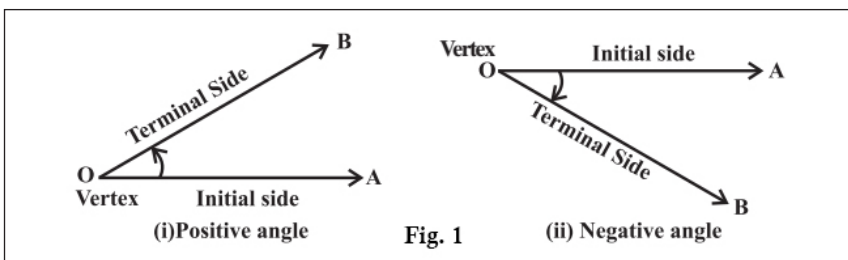 B
Terminal Side
O
A
Vertex
Initial side
(i)Positive angle
Vertex
Initial side
O
A
Terminal Side
B
(ii) Negative angle
Fig. 1